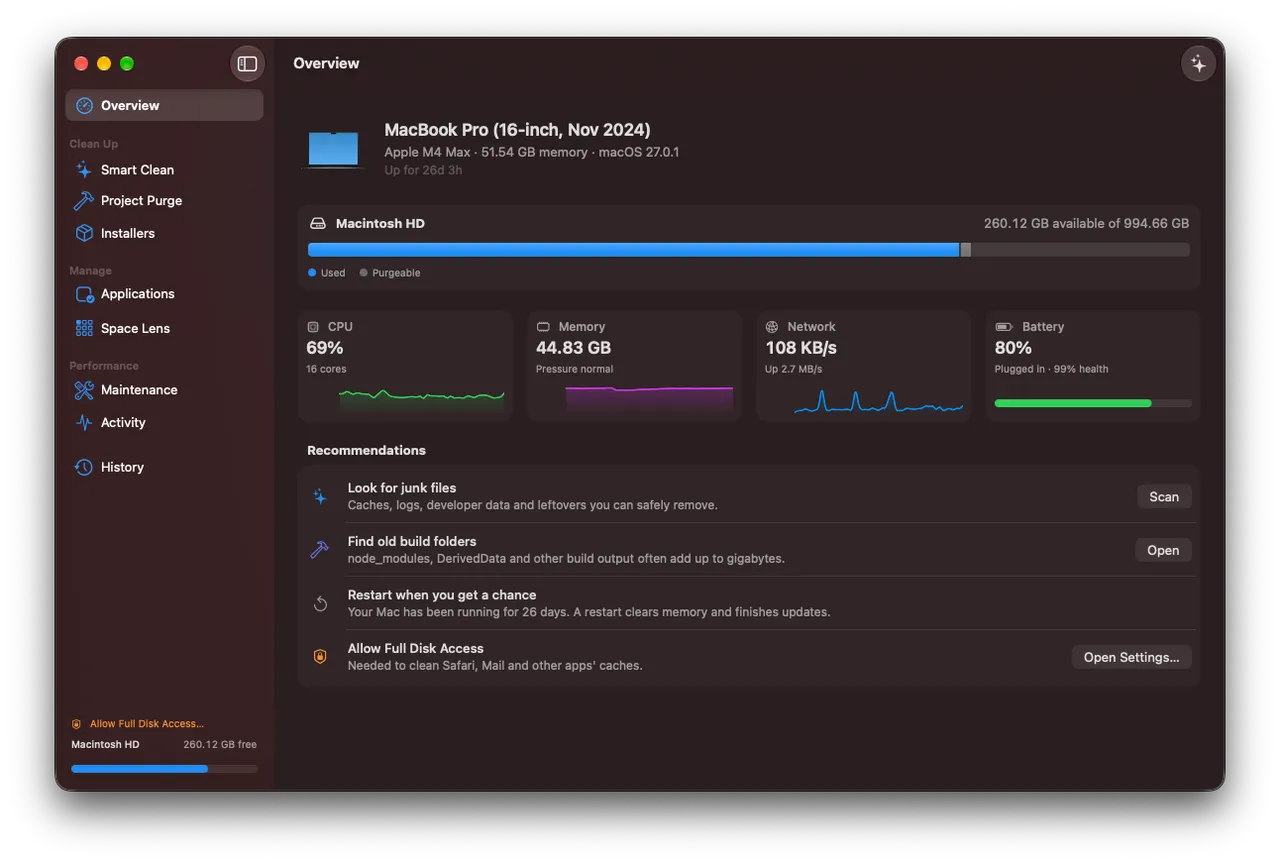 Overview
Overview
Clean Up
Smart Clean
Project Purge
Installers
Manage
Applications
Space Lens
Performance
Maintenance
Activity
History
Allow Full Disk Access...
Macintosh HD 260.12 GB free
MacBook Pro (16-inch, Nov 2024)
Apple M4 Max · 51.54 GB memory · macOS 27.0.1
Up for 26d 3h
Macintosh HD 260.12 GB available of 994.66 GB
Used Purgeable
CPU
69%
16 cores
Memory
44.83 GB
Pressure normal
Network
108 KB/s
Up 2.7 MB/s
Battery
80%
Plugged In · 99% health
Recommendations
Look for junk files
Caches, logs, developer data and leftovers you can safely remove.
Scan
Find old build folders
node_modules, DerivedData and other build output often add up to gigabytes.
Open
Restart when you get a chance
Your Mac has been running for 26 days. A restart clears memory and finishes updates.
Allow Full Disk Access
Needed to clean Safari, Mail and other apps' caches.
Open Settings...